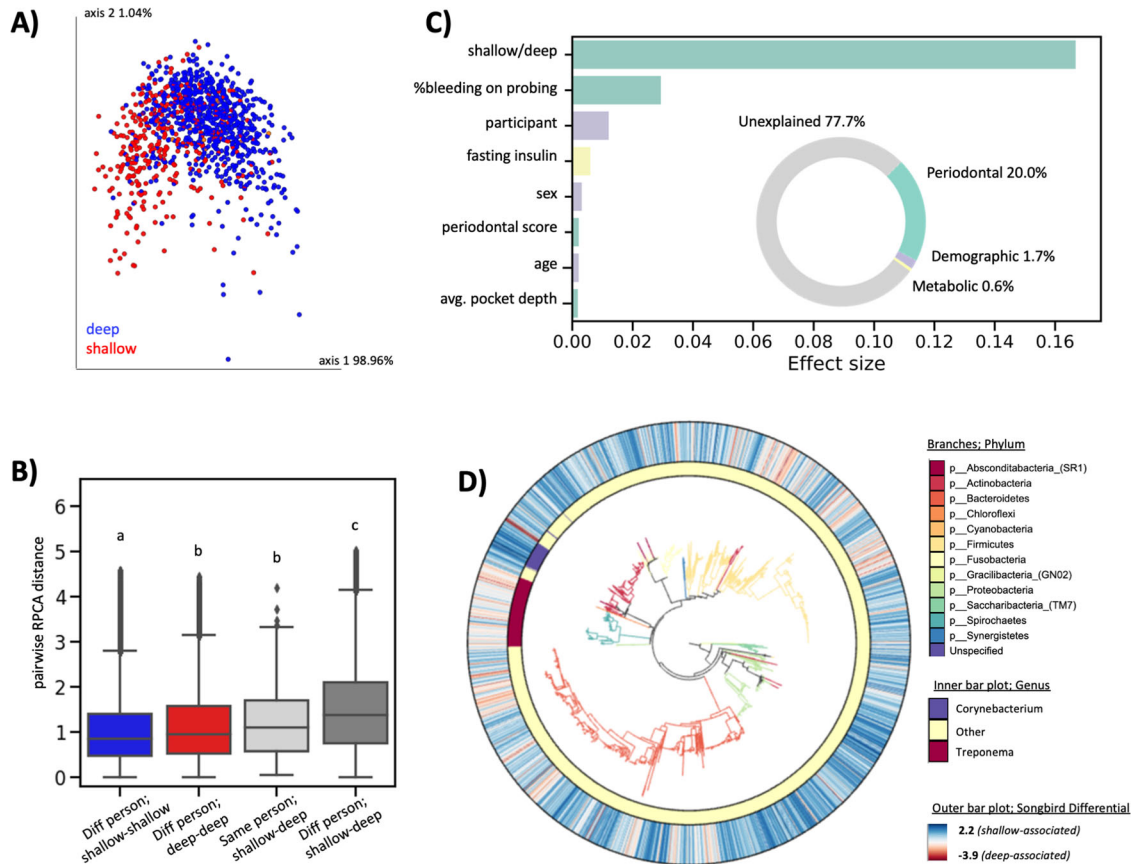 A)
axis 2 1.04%
deep
shallow
axis 1 98.96%
C)
shallow/deep
%bleeding on probing
participant
fasting insulin
sex
periodontal score
age
avg. pocket depth
Unexplained 77.7%
Periodontal 20.0%
Demographic 1.7%
Metabolic 0.6%
0.00 0.02 0.04 0.06 0.08 0.10 0.12 0.14 0.16
Effect size
B)
pairwise RPCA distance
6
5
4
3
2
1
0
a
b
b
c
Diff person;
shallow-shallow
Diff person;
deep-deep
Same person;
shallow-deep
Diff person;
shallow-deep
D)
Branches; Phylum
p__Absconditabacteria_(SR1)
p__Actinobacteria
p__Bacteroidetes
p__Chloroflexi
p__Cyanobacteria
p__Firmicutes
p__Fusobacteria
p__Gracilibacteria_(GN02)
p__Proteobacteria
p__Saccharibacteria_(TM7)
p__Spirochaetes
p__Synergistetes
Unspecified
Inner bar plot; Genus
Corynebacterium
Other
Treponema
Outer bar plot; Songbird Differential
2.2 (shallow-associated)
-3.9 (deep-associated)